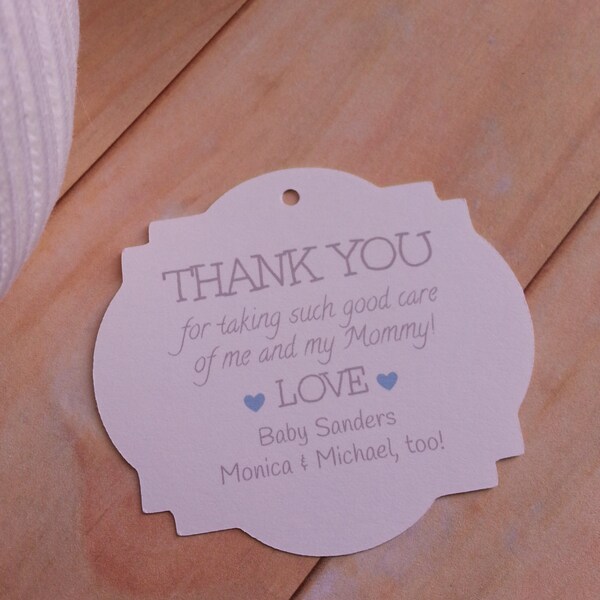 THANK YOU
for taking such good care
of me and my Mommy!
LOVE
Baby Sanders
Monica & Michael, too!